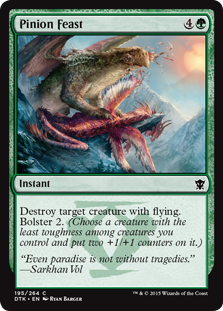 Pinion Feast
4
Instant
Destroy target creature with flying.
Bolster 2. (Choose a creature with the
least toughness among creatures you
control and put two +1/+1 counters on it.)
“Even paradise is not without tragedies.”
—Sarkhan Vol
195/264 C
DTK • EN Ryan Barger
™ & © 2015 Wizards of the Coast